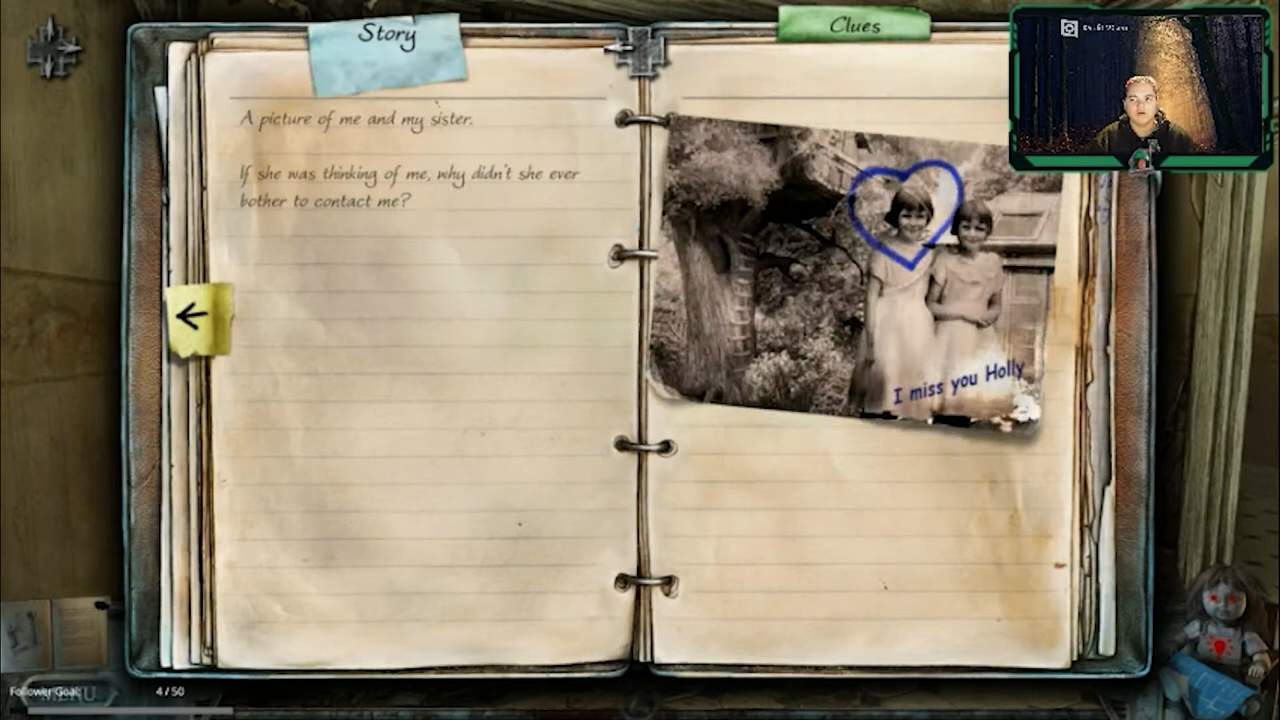 Story
Clues
A picture of me and my sister.
If she was thinking of me, why didn't she ever
bother to contact me?
I miss you Holly
Follower Goal:
4 / 50
MENU